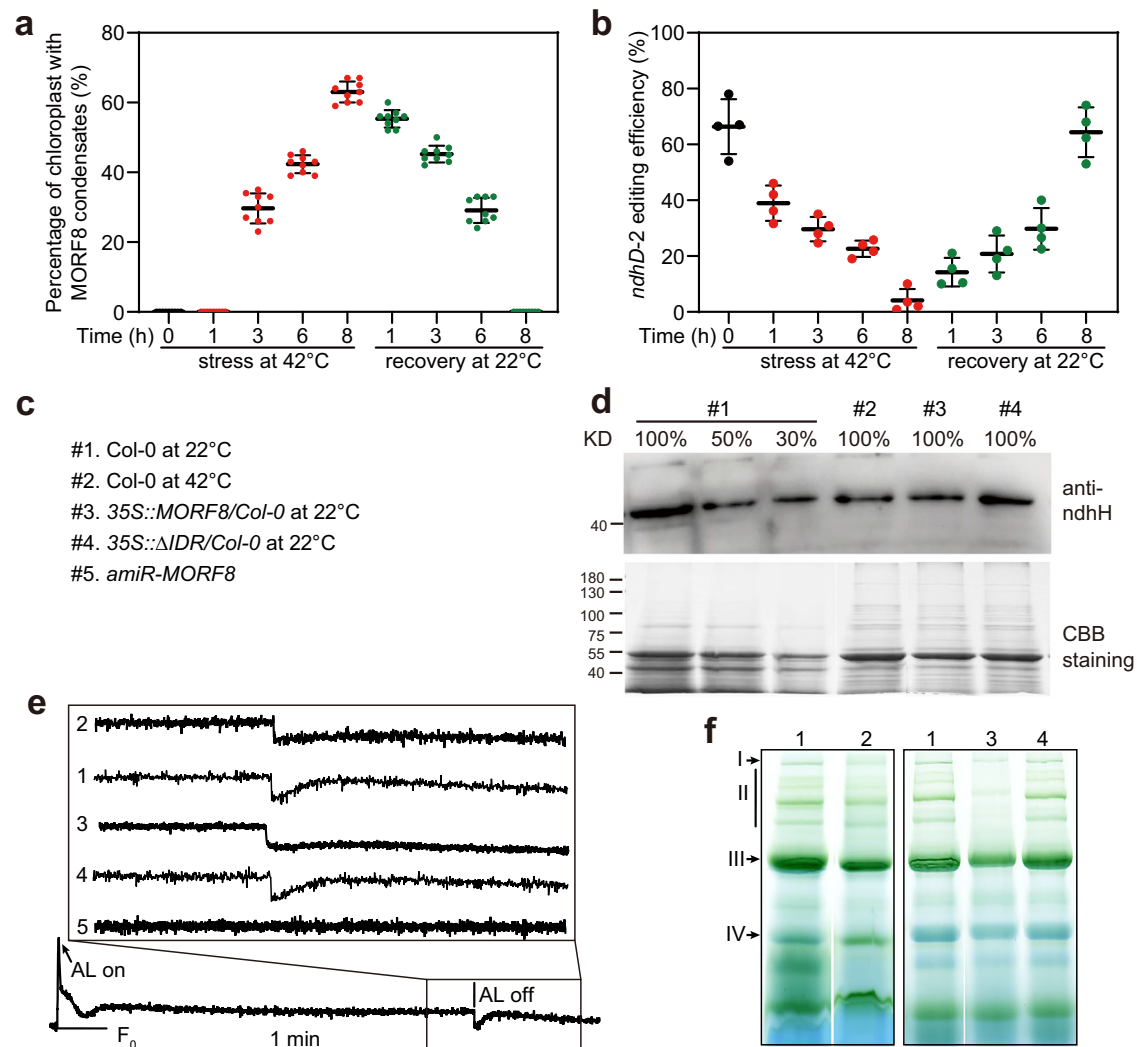 a
Percentage of chloroplast with
MORF8 condensates (%)
80
60
40
20
0
Time (h)
0 1 3 6 8 1 3 6 8
stress at 42°C
recovery at 22°C
b
ndhD-2 editing efficiency (%)
100
80
60
40
20
0
Time (h)
0 1 3 6 8 1 3 6 8
stress at 42°C
recovery at 22°C
c
#1. Col-0 at 22°C
#2. Col-0 at 42°C
#3. 35S::MORF8/Col-0 at 22°C
#4. 35S::ΔIDR/Col-0 at 22°C
#5. amiR-MORF8
d
#1 #2 #3 #4
KD 100% 50% 30% 100% 100% 100%
40
anti-
ndhH
180
130
100
75
55
40
CBB
staining
e
2
1
3
4
5
AL on
AL off
F0
1 min
f
1 2 1 3 4
I
II
III
IV